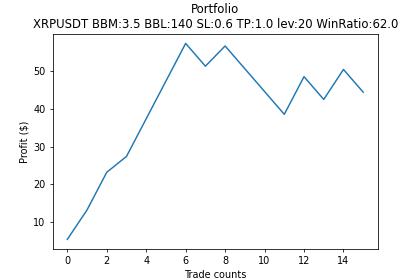 Portfolio
XRPUSDT BBM:3.5 BBL:140 SL:0.6 TP:1.0 lev:20 WinRatio:62.0
50
40
30
20
10
Profit ($)
0 2 4 6 8 10 12 14
Trade counts